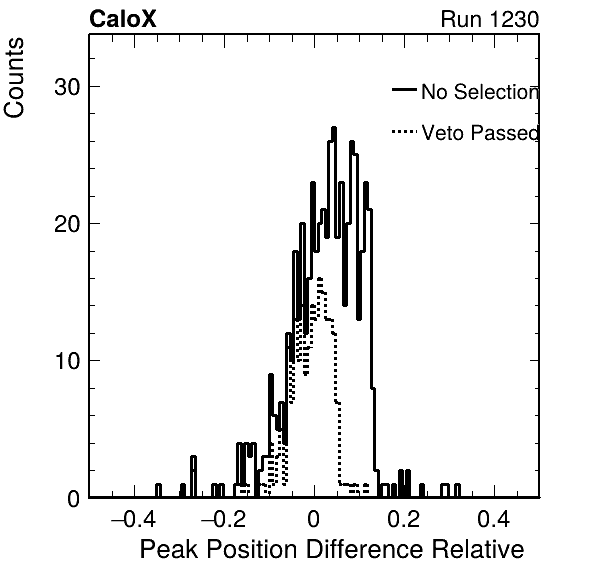 CaloX Run 1230
Counts
30
20
10
0
No Selection
Veto Passed
−0.4 −0.2 0 0.2 0.4
Peak Position Difference Relative